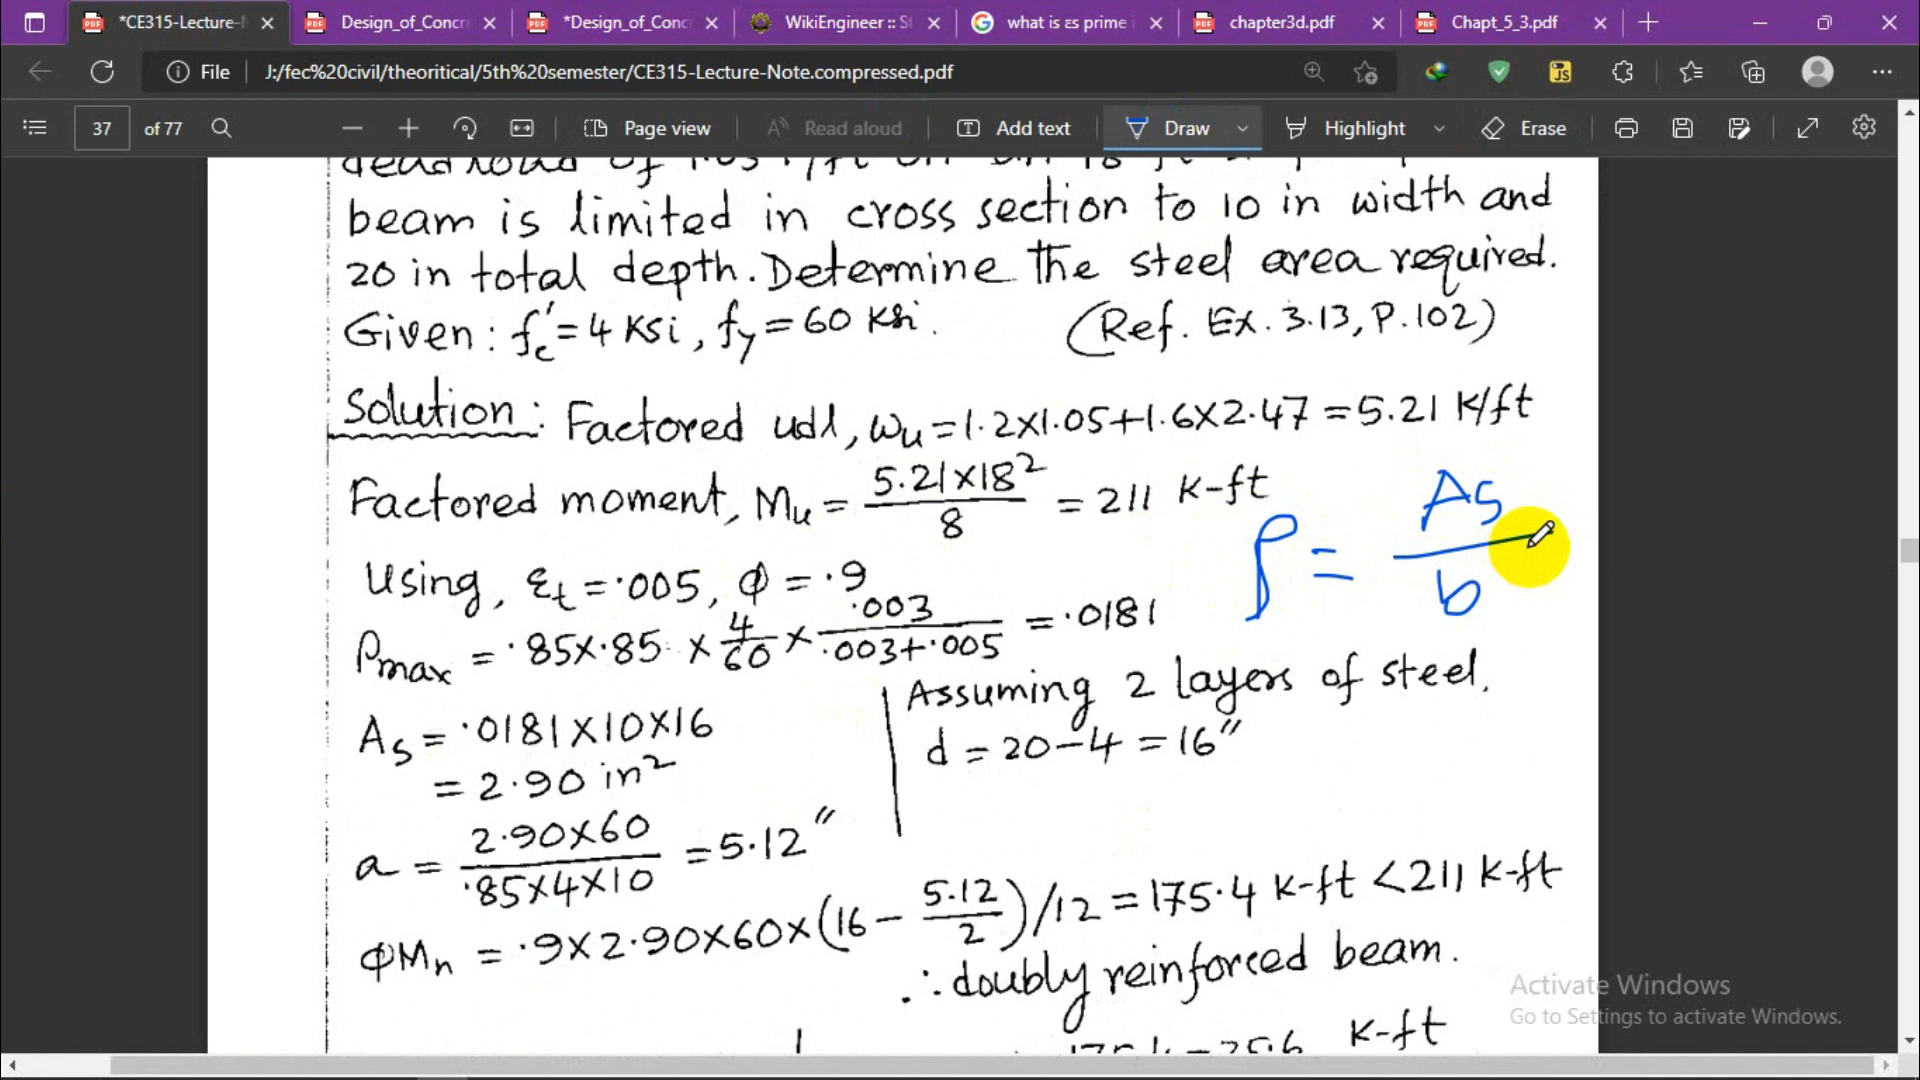 *CE315-Lecture-N
Design_of_Concr
*Design_of_Conc
WikiEngineer :: St
what is εs prime i
chapter3d.pdf
Chapt_5_3.pdf
File
J:/fec%20civil/theoritical/5th%20semester/CE315-Lecture-Note.compressed.pdf
37 of 77
Page view
Read aloud
Add text
Draw
Highlight
Erase
beam is limited in cross section to 10 in width and
20 in total depth. Determine the steel area required.
Given: fc' = 4 Ksi, fy = 60 Ksi. (Ref. Ex. 3.13, P.102)
Solution: Factored udl, Wu = 1.2×1.05+1.6×2.47 = 5.21 K/ft
Factored moment, Mu = 5.21×18²/8 = 211 K-ft
ρ = As/b
Using, εt = .005, φ = .9
ρmax = .85×.85 × 4/60 × .003/.003+.005 = .0181
Assuming 2 layers of steel.
As = .0181×10×16
d = 20-4 = 16"
= 2.90 in²
a = 2.90×60/.85×4×10 = 5.12"
φMn = .9×2.90×60×(16 - 5.12/2)/12 = 175.4 K-ft < 211 K-ft
∴ doubly reinforced beam.
K-ft
Activate Windows
Go to Settings to activate Windows.